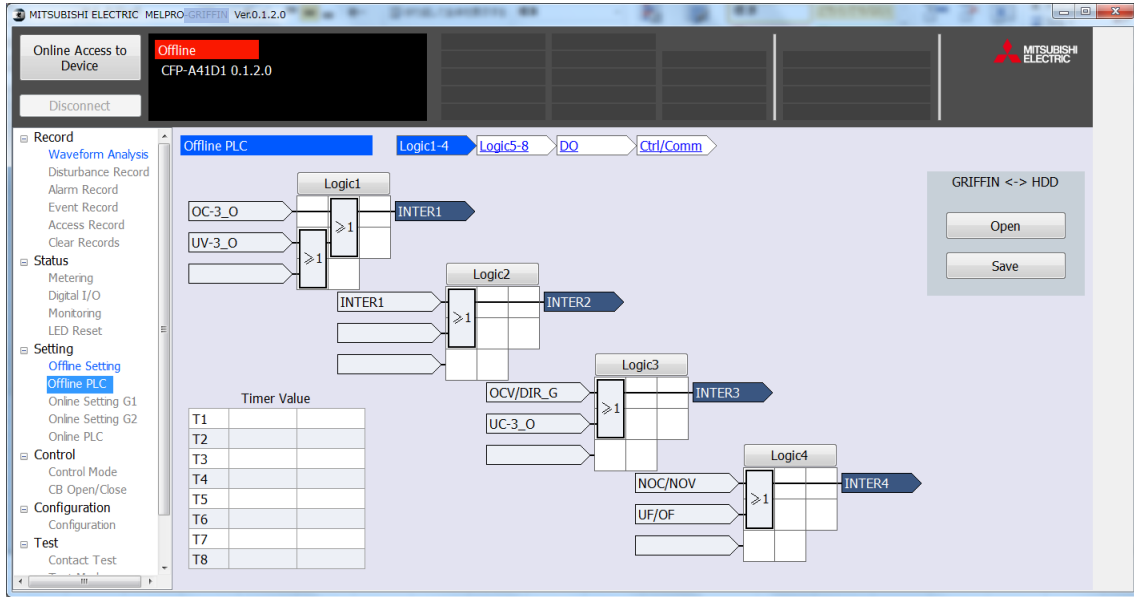 MITSUBISHI ELECTRIC MELPRO-GRIFFIN Ver.0.1.2.0
Online Access to
Device
Disconnect
Offline
CFP-A41D1 0.1.2.0
MITSUBISHI
ELECTRIC
Record
Waveform Analysis
Disturbance Record
Alarm Record
Event Record
Access Record
Clear Records
Status
Metering
Digital I/O
Monitoring
LED Reset
Setting
Offline Setting
Offline PLC
Online Setting G1
Online Setting G2
Online PLC
Control
Control Mode
CB Open/Close
Configuration
Configuration
Test
Contact Test
Offline PLC
Logic1-4
Logic5-8
DO
Ctrl/Comm
Logic1
OC-3_O
UV-3_O
≥1
≥1
INTER1
Logic2
INTER1
≥1
INTER2
Logic3
OCV/DIR_G
UC-3_O
≥1
INTER3
Logic4
NOC/NOV
UF/OF
≥1
INTER4
Timer Value
T1
T2
T3
T4
T5
T6
T7
T8
GRIFFIN <-> HDD
Open
Save